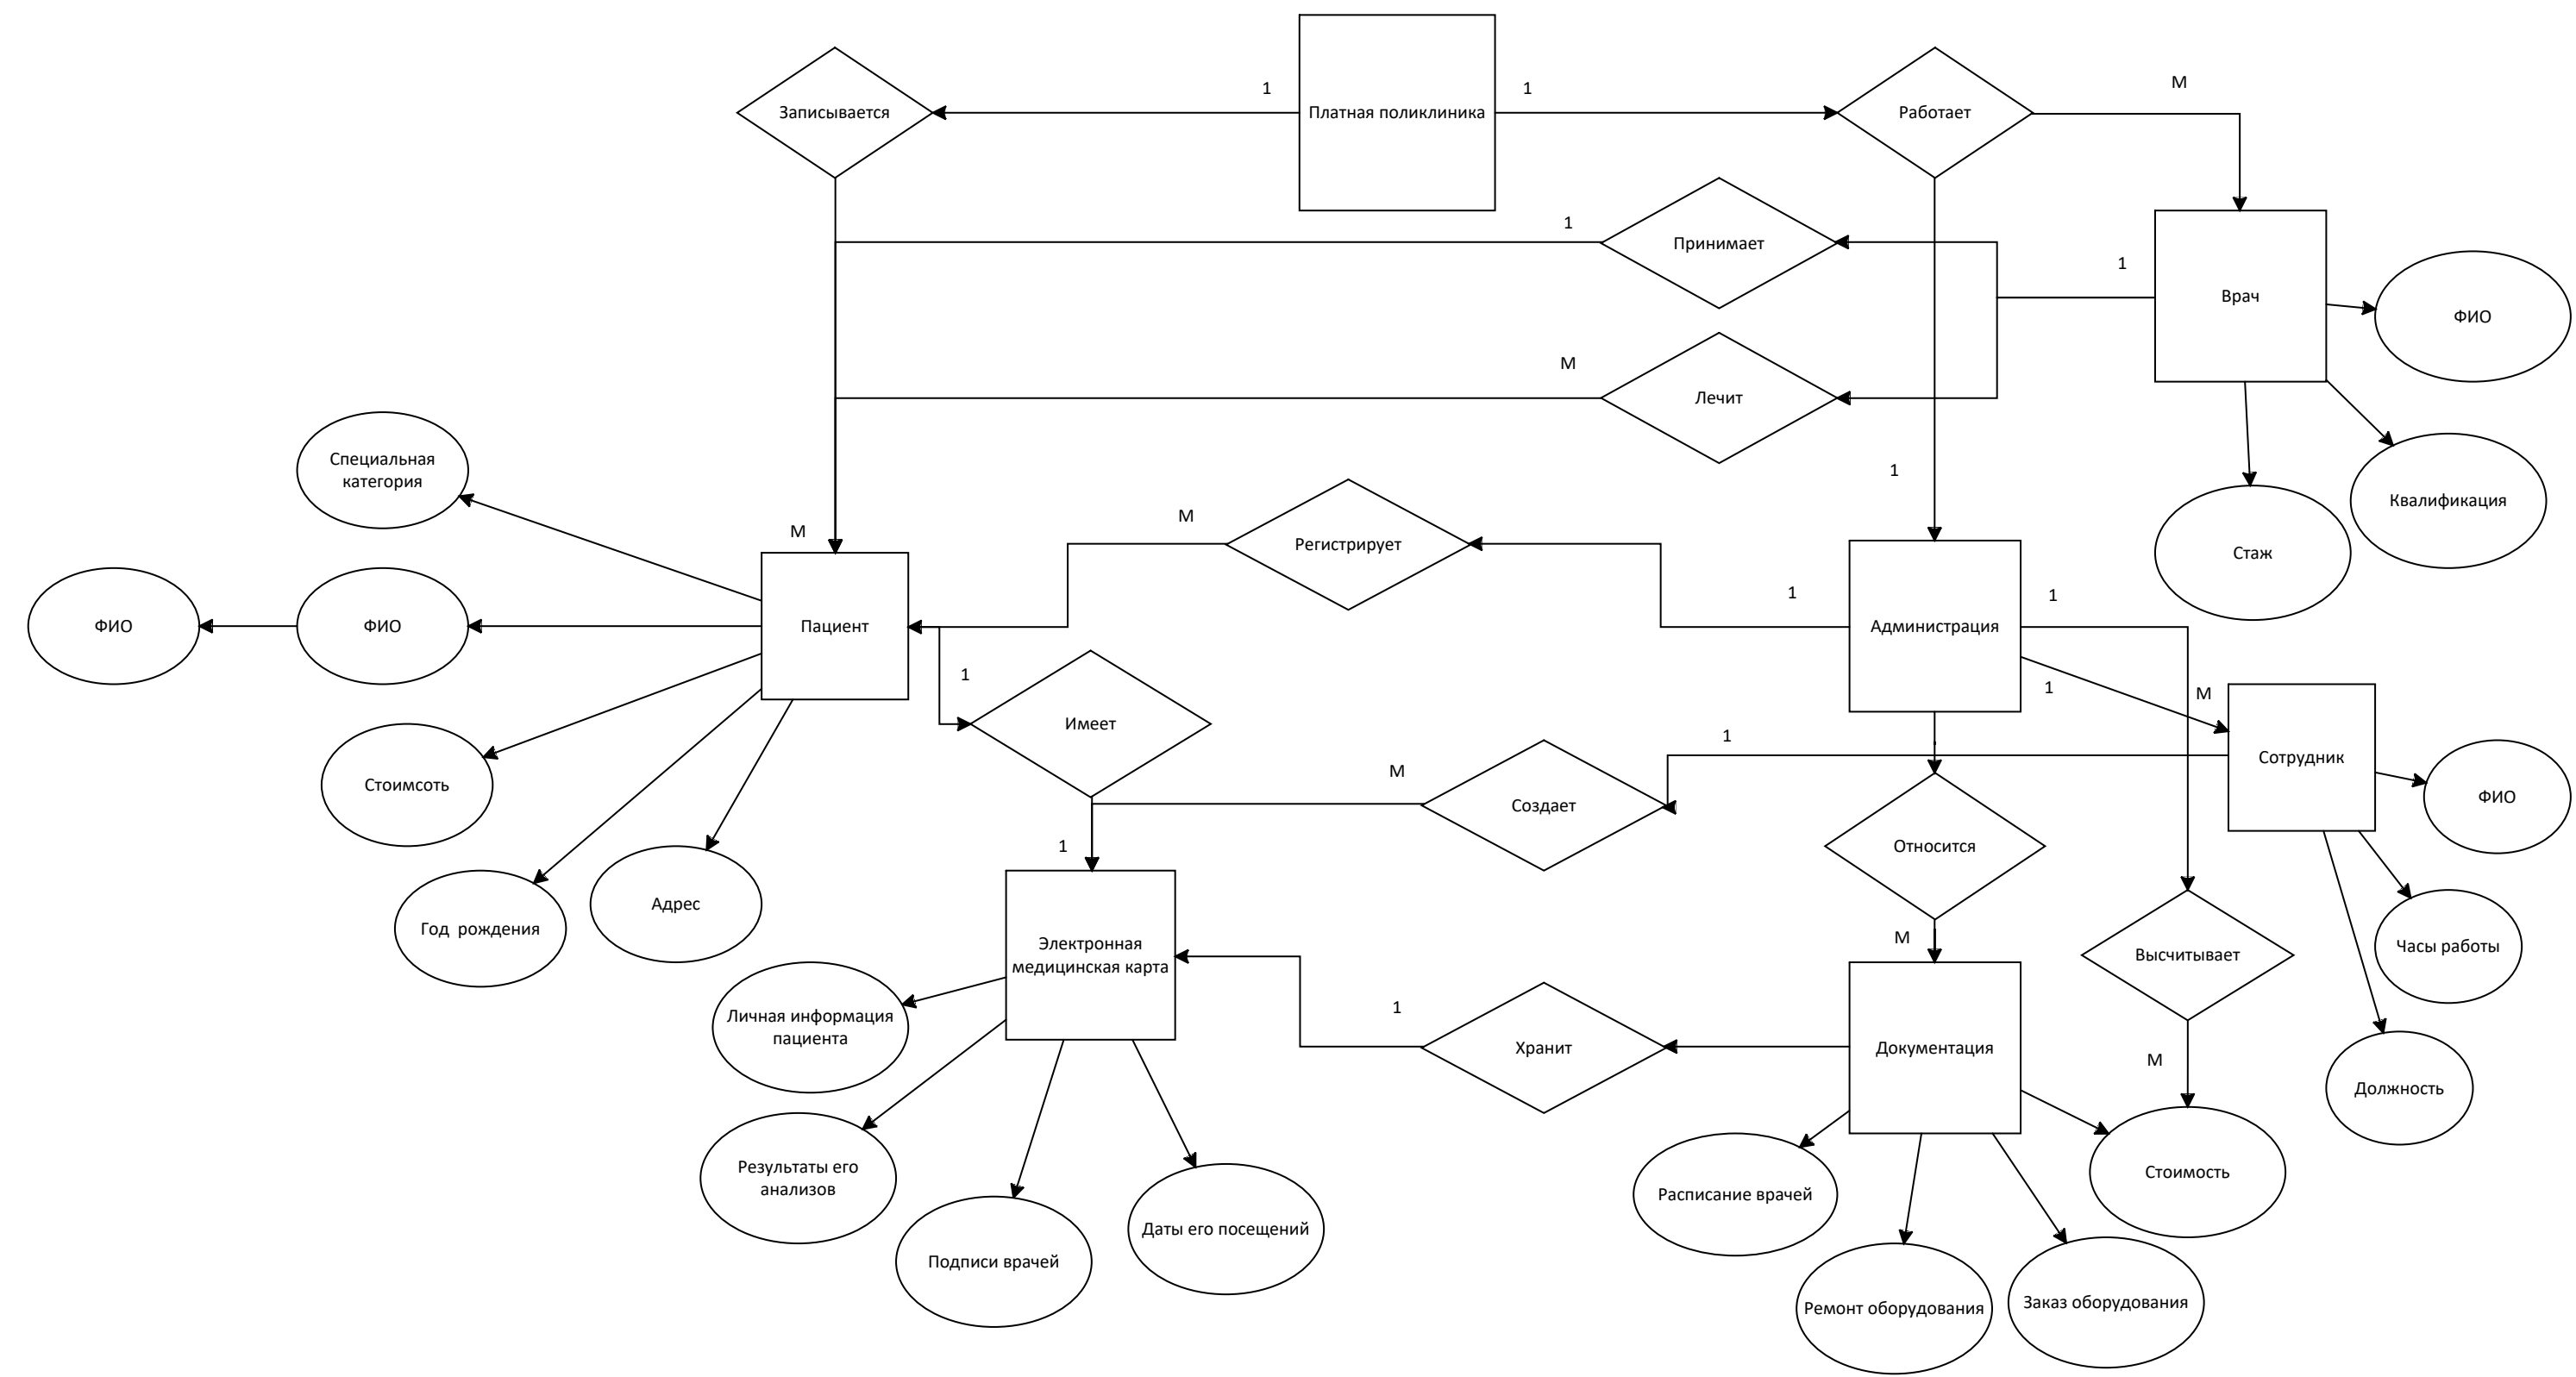 1
Платная поликлиника
1
М
Записывается
Работает
1
Принимает
1
Врач
ФИО
М
Лечит
Специальная
категория
1
Квалификация
М
М
Регистрирует
Стаж
1
1
ФИО
ФИО
Пациент
Администрация
1
1
М
Имеет
1
Стоимсоть
М
Создает
Сотрудник
ФИО
1
Относится
Год  рождения
Адрес
М
Электронная
медицинская карта
Высчитывает
Часы работы
Личная информация
пациента
1
Хранит
Документация
М
Должность
Результаты его
анализов
Стоимость
Расписание врачей
Даты его посещений
Подписи врачей
Ремонт оборудования
Заказ оборудования